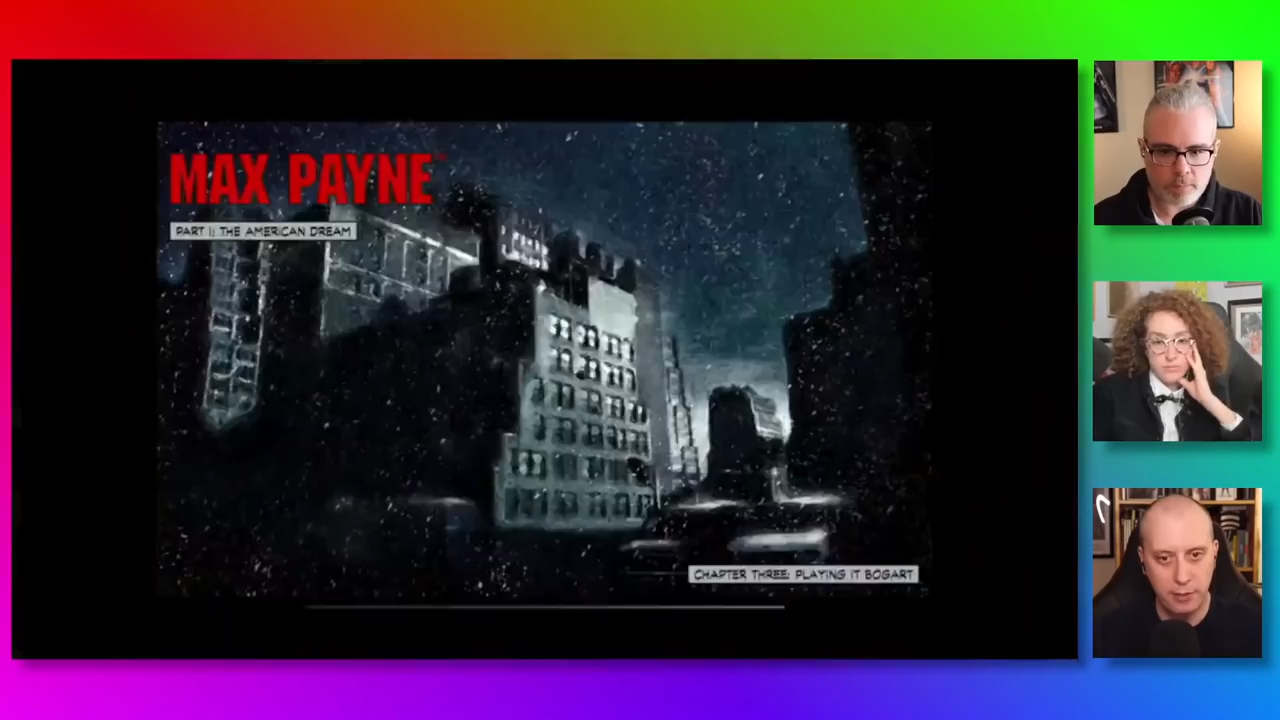 MAX PAYNE
PART I: THE AMERICAN DREAM
CHAPTER THREE: PLAYING IT BOGART